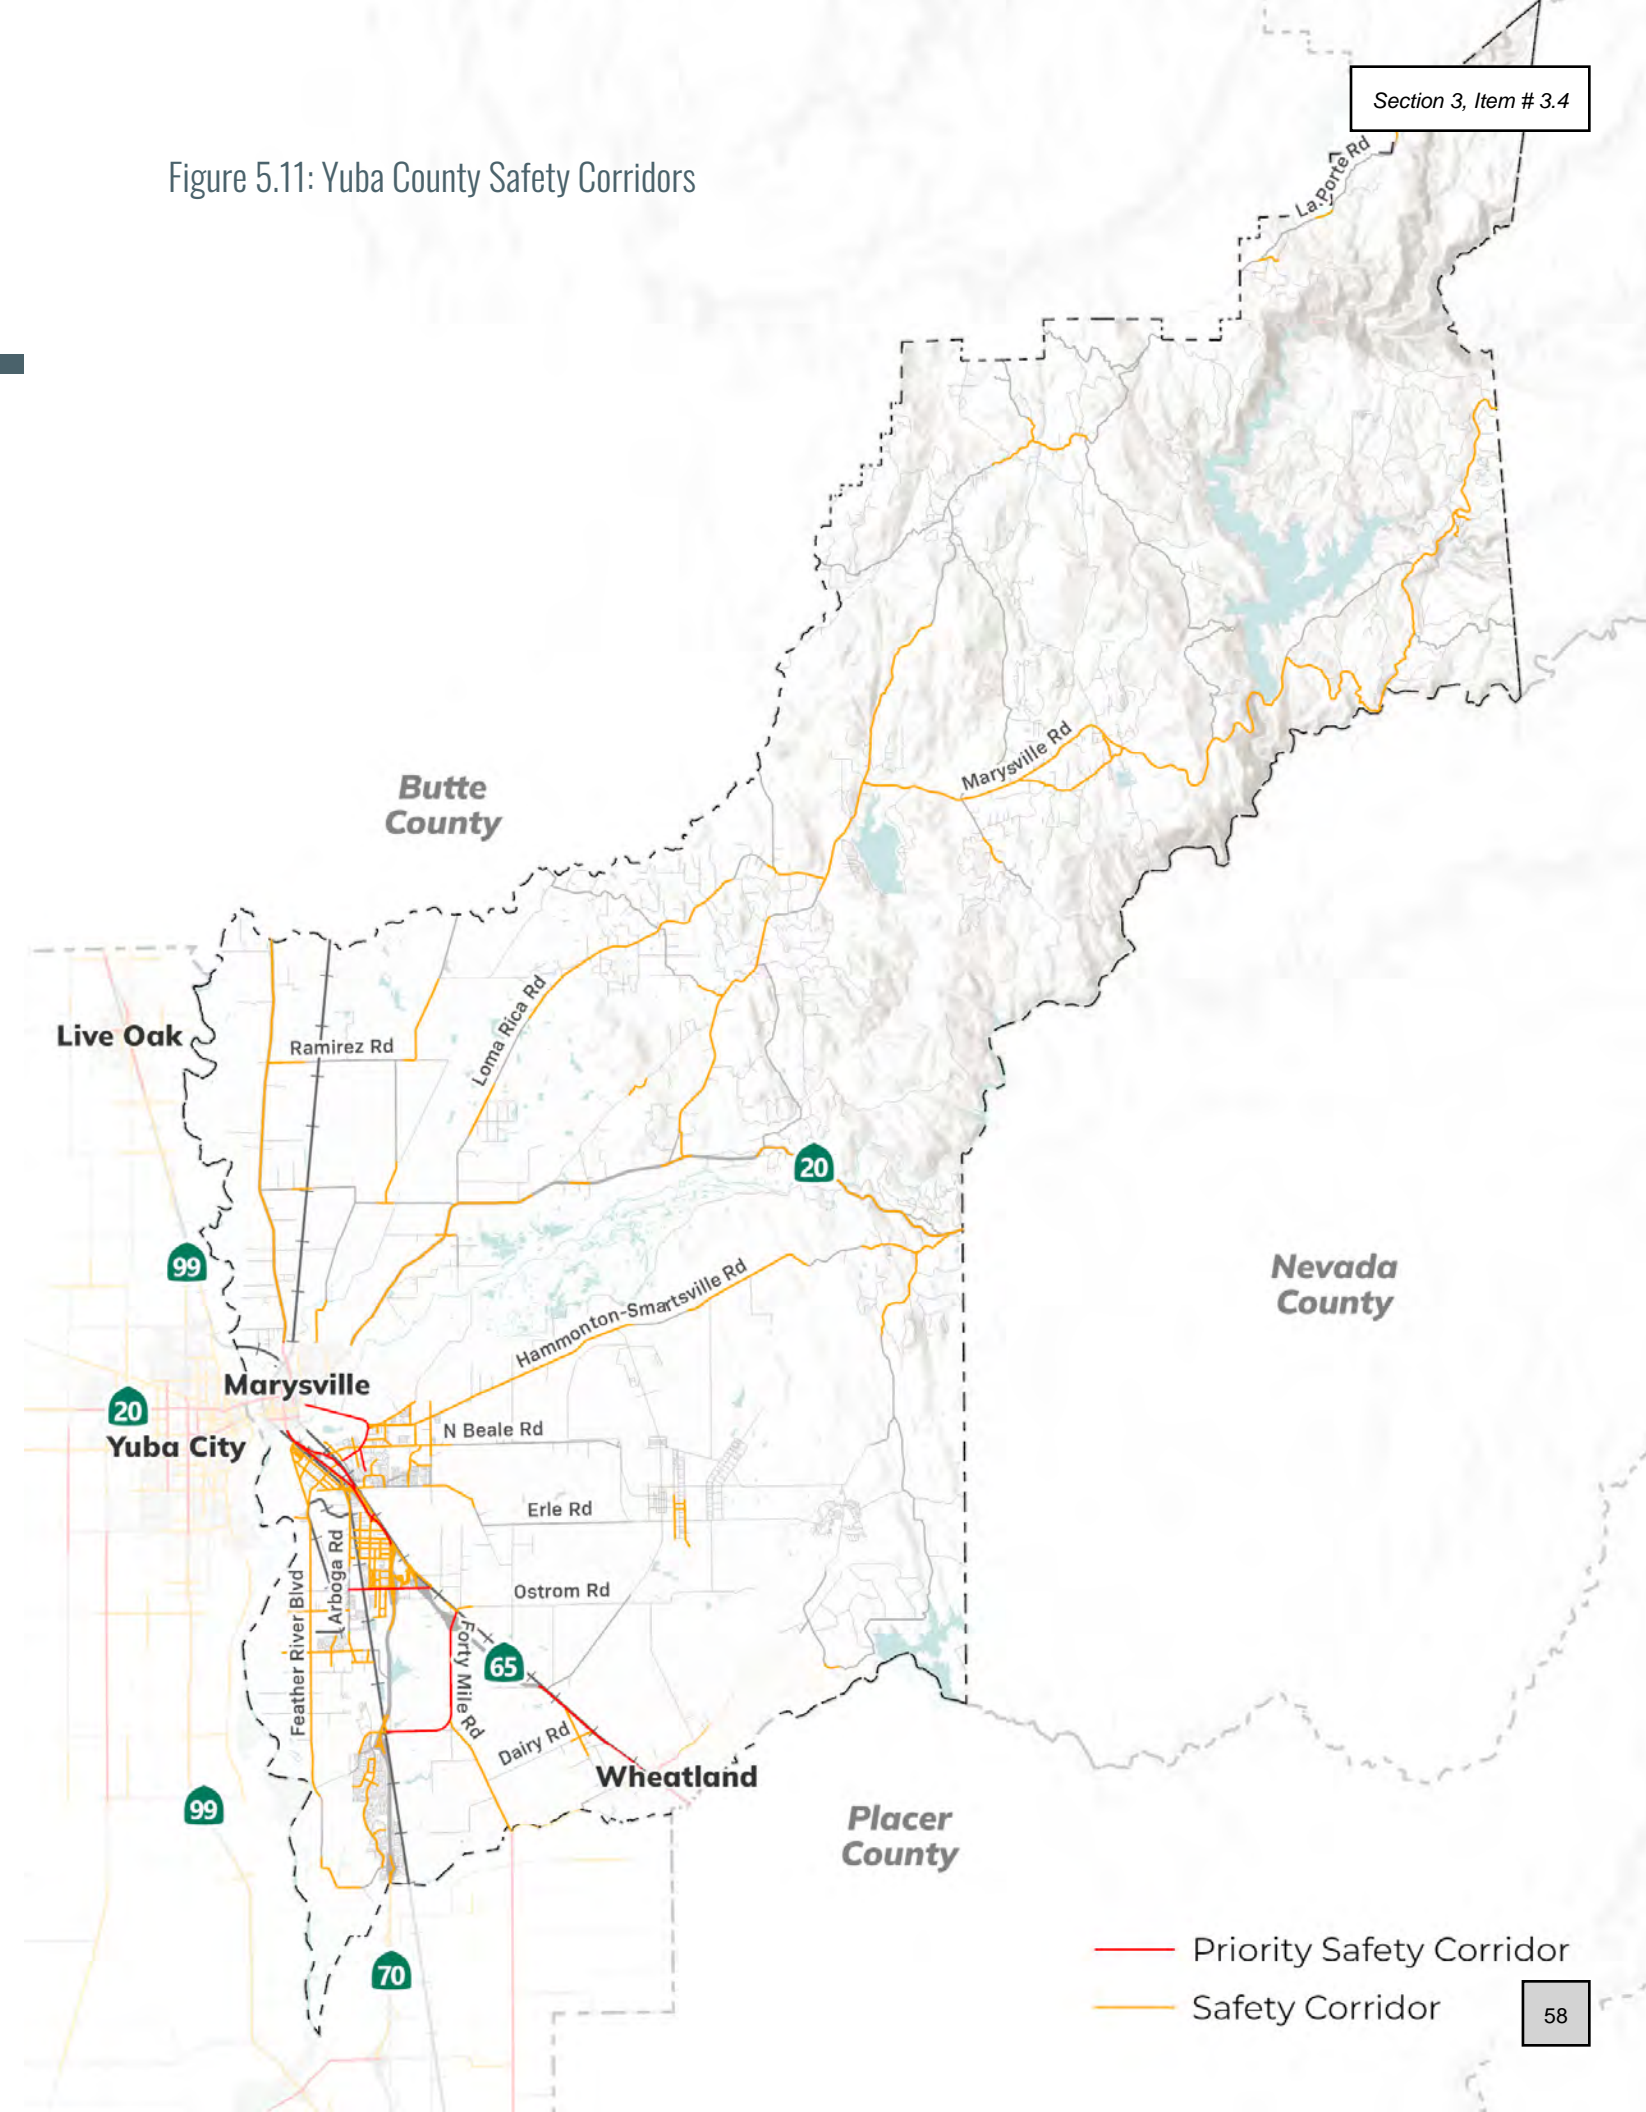 Section 3, Item # 3.4
Figure 5.11: Yuba County Safety Corridors
La Porte Rd
Marysville Rd
Butte
County
Loma Rica Rd
Live Oak
Ramirez Rd
20
99
Hammonton-Smartsville Rd
Nevada
County
Marysville
20
Yuba City
N Beale Rd
Erle Rd
Arboga Rd
Feather River Blvd
Ostrom Rd
Forty Mile Rd
65
Dairy Rd
Wheatland
99
Placer
County
70
Priority Safety Corridor
Safety Corridor
58